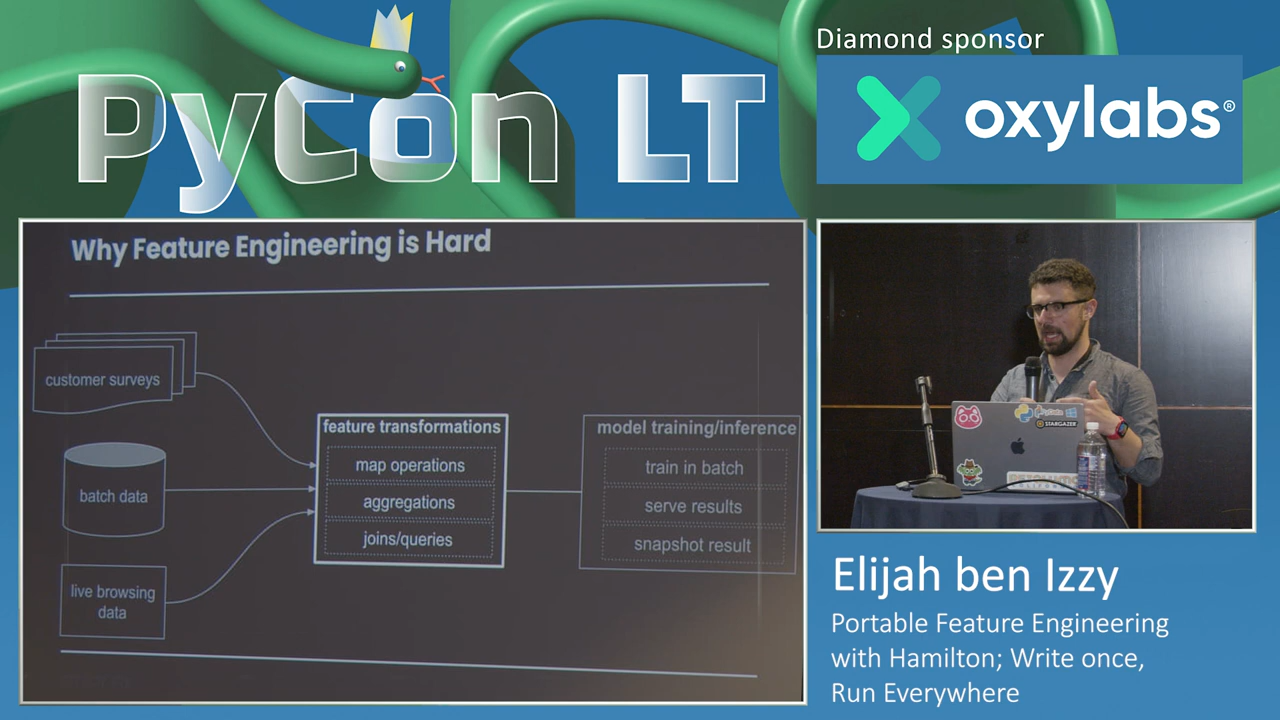 PyCon LT
Diamond sponsor
oxylabs®
Why Feature Engineering is Hard
customer surveys
batch data
live browsing
data
feature transformations
map operations
aggregations
joins/queries
model training/inference
train in batch
serve results
snapshot result
STARGAZER
Elijah ben Izzy
Portable Feature Engineering
with Hamilton; Write once,
Run Everywhere